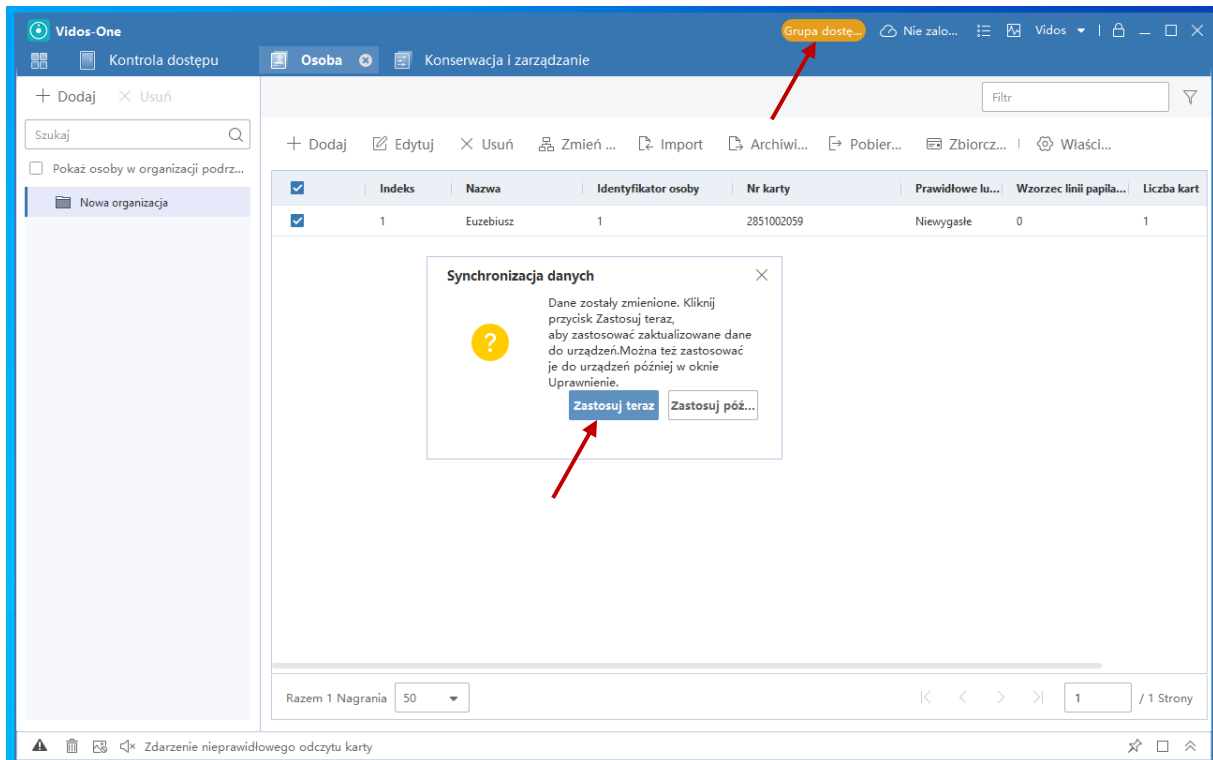 Vidos-One
Grupa dostę...
Nie zalo...
Vidos
Kontrola dostępu
Osoba
Konserwacja i zarządzanie
Dodaj
Usuń
Filtr
Szukaj
Pokaż osoby w organizacji podrz...
Nowa organizacja
Dodaj
Edytuj
Usuń
Zmień ...
Import
Archiwi...
Pobier...
Zbiorcz...
Właści...
Indeks
Nazwa
Identyfikator osoby
Nr karty
Prawidłowe lu...
Wzorzec linii papila...
Liczba kart
1
Euzebiusz
1
2851002059
Niewygasłe
0
1
Synchronizacja danych
Dane zostały zmienione. Kliknij
przycisk Zastosuj teraz,
aby zastosować zaktualizowane dane
do urządzeń.Można też zastosować
je do urządzeń później w oknie
Uprawnienie.
Zastosuj teraz
Zastosuj póź...
Razem 1 Nagrania
50
1
/ 1 Strony
Zdarzenie nieprawidłowego odczytu karty